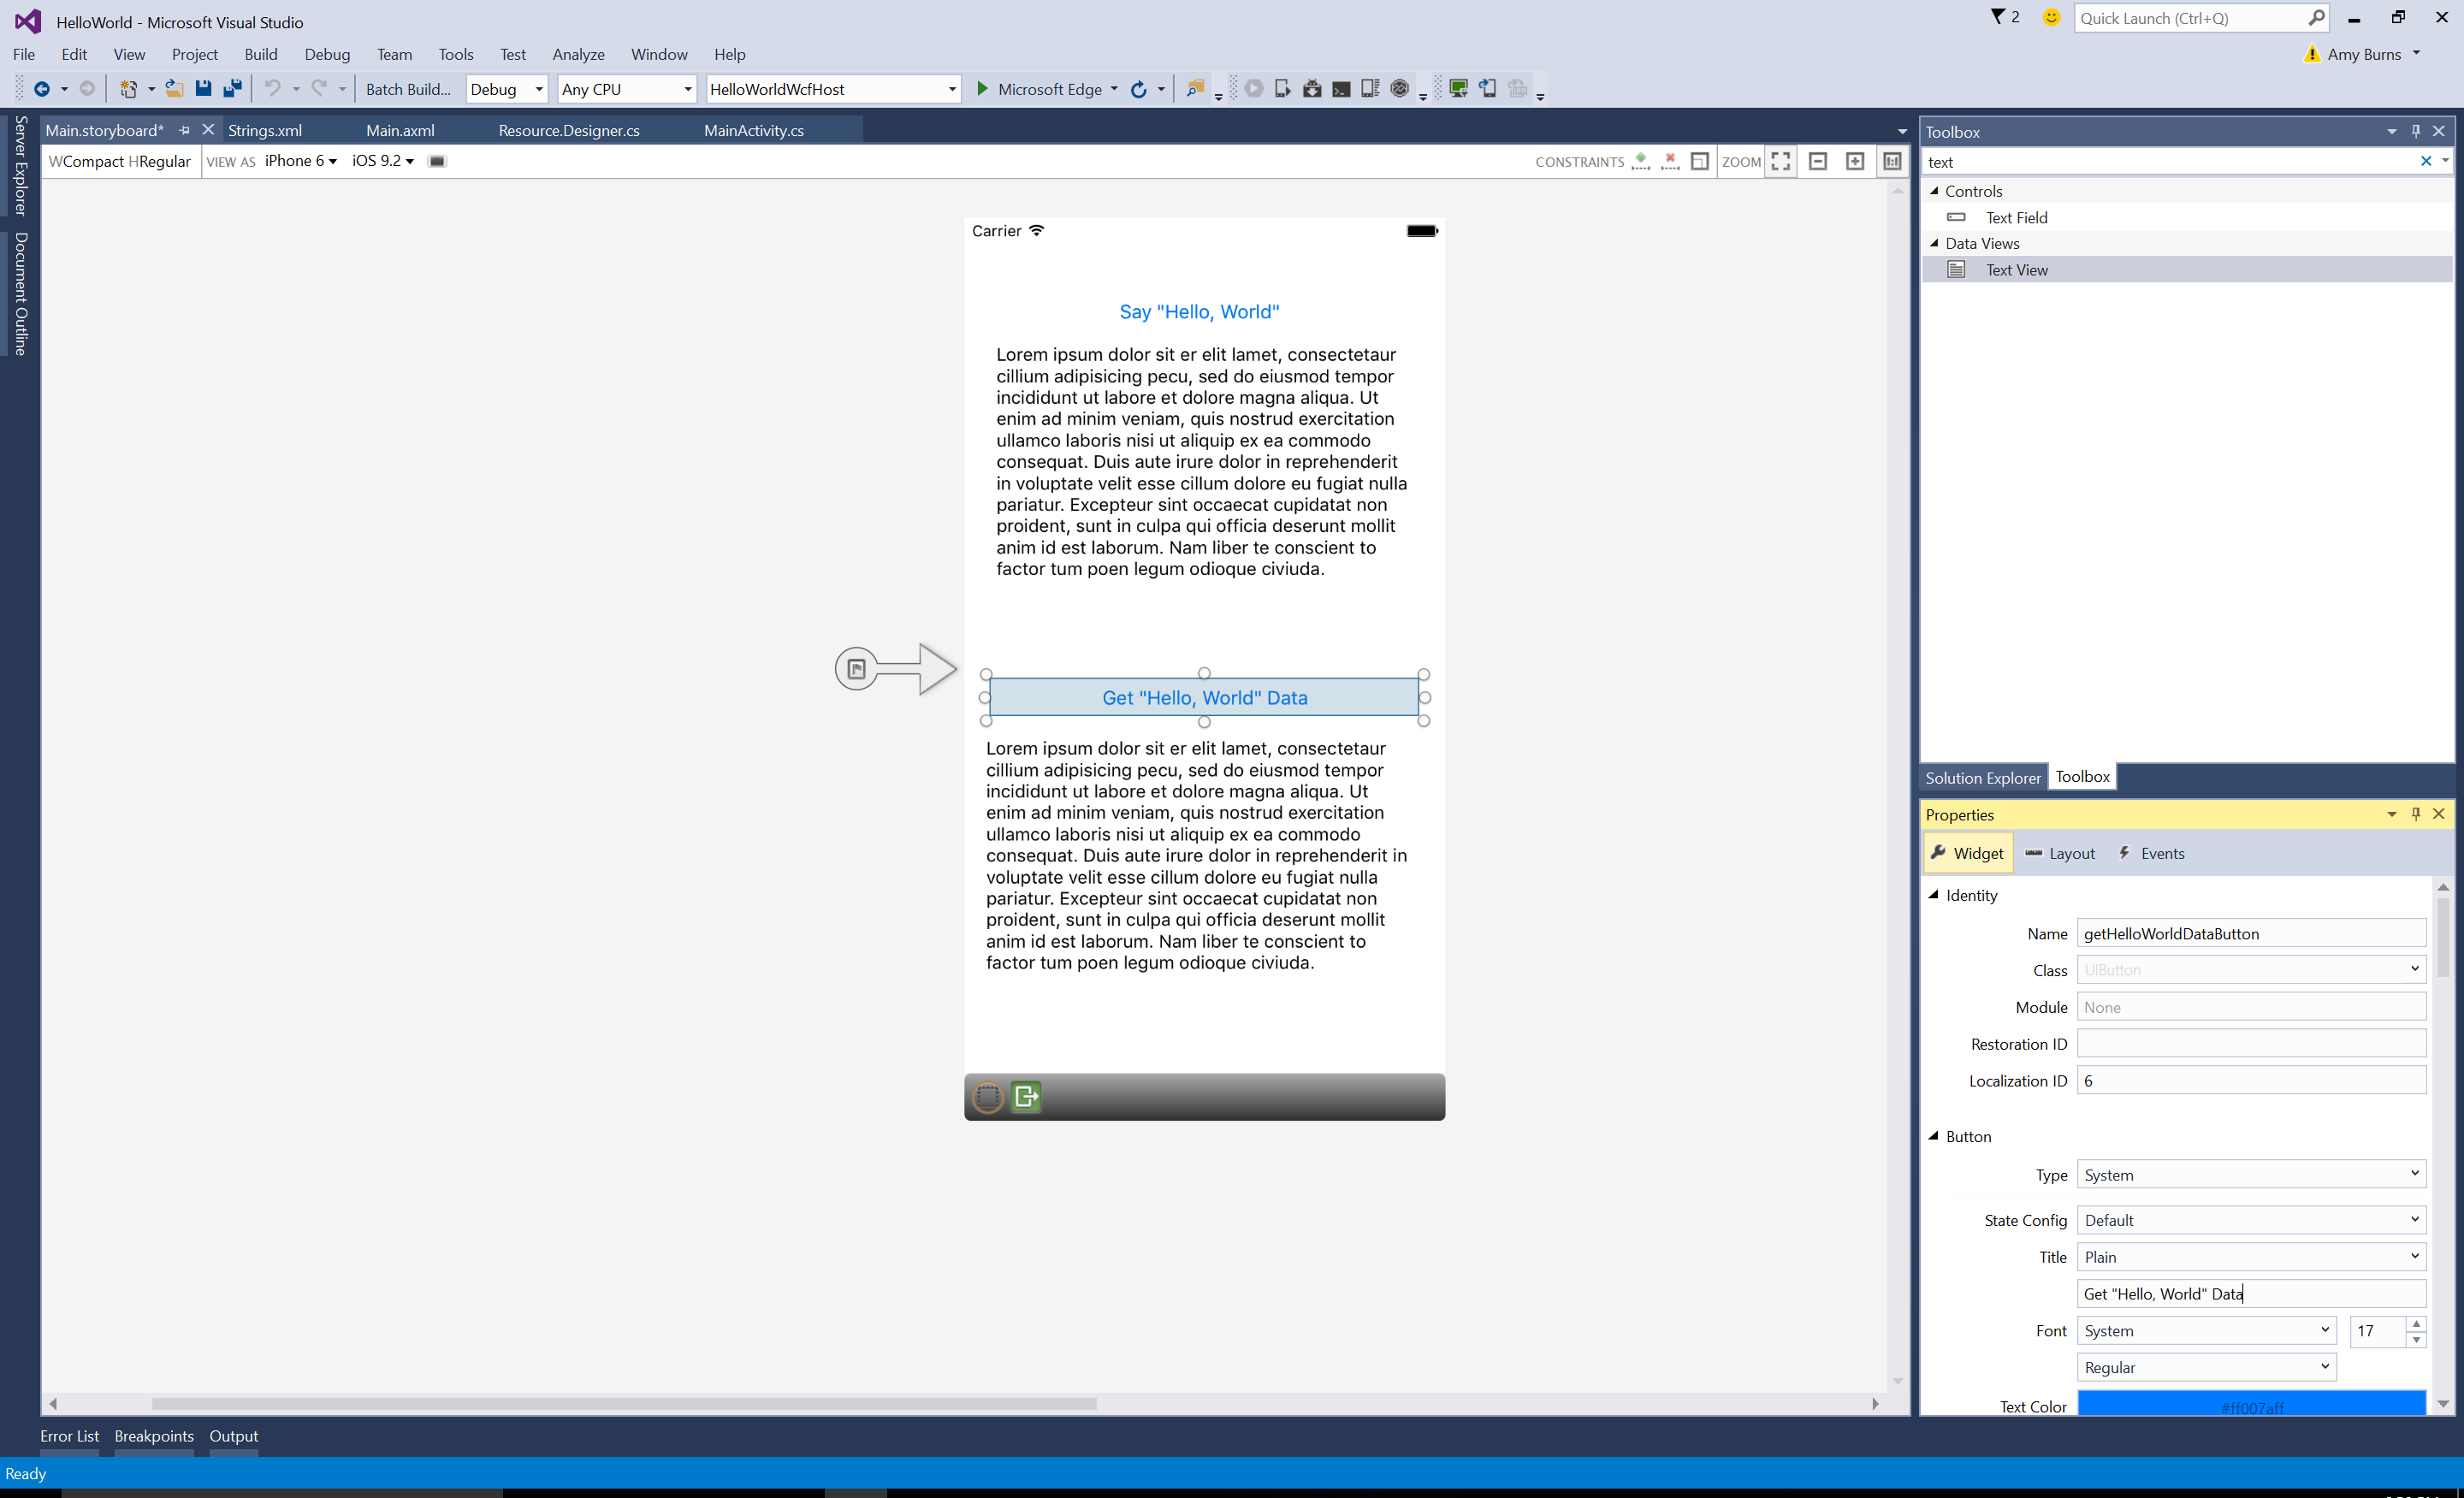 HelloWorld - Microsoft Visual Studio
2
Quick Launch (Ctrl+Q)
File Edit View Project Build Debug Team Tools Test Analyze Window Help
Amy Burns
Batch Build... Debug Any CPU HelloWorldWcfHost Microsoft Edge
Server Explorer
Document Outline
Main.storyboard* Strings.xml Main.axml Resource.Designer.cs MainActivity.cs
WCompact HRegular VIEW AS iPhone 6 iOS 9.2 CONSTRAINTS ZOOM
Carrier
Say "Hello, World"
Lorem ipsum dolor sit er elit lamet, consectetaur
cillium adipisicing pecu, sed do eiusmod tempor
incididunt ut labore et dolore magna aliqua. Ut
enim ad minim veniam, quis nostrud exercitation
ullamco laboris nisi ut aliquip ex ea commodo
consequat. Duis aute irure dolor in reprehenderit
in voluptate velit esse cillum dolore eu fugiat nulla
pariatur. Excepteur sint occaecat cupidatat non
proident, sunt in culpa qui officia deserunt mollit
anim id est laborum. Nam liber te conscient to
factor tum poen legum odioque civiuda.
Get "Hello, World" Data
Lorem ipsum dolor sit er elit lamet, consectetaur
cillium adipisicing pecu, sed do eiusmod tempor
incididunt ut labore et dolore magna aliqua. Ut
enim ad minim veniam, quis nostrud exercitation
ullamco laboris nisi ut aliquip ex ea commodo
consequat. Duis aute irure dolor in reprehenderit in
voluptate velit esse cillum dolore eu fugiat nulla
pariatur. Excepteur sint occaecat cupidatat non
proident, sunt in culpa qui officia deserunt mollit
anim id est laborum. Nam liber te conscient to
factor tum poen legum odioque civiuda.
Toolbox
text
Controls
Text Field
Data Views
Text View
Solution Explorer Toolbox
Properties
Widget Layout Events
Identity
Name getHelloWorldDataButton
Class UIButton
Module None
Restoration ID
Localization ID 6
Button
Type System
State Config Default
Title Plain
Get "Hello, World" Data
Font System 17
Regular
Text Color #ff007aff
Error List Breakpoints Output
Ready